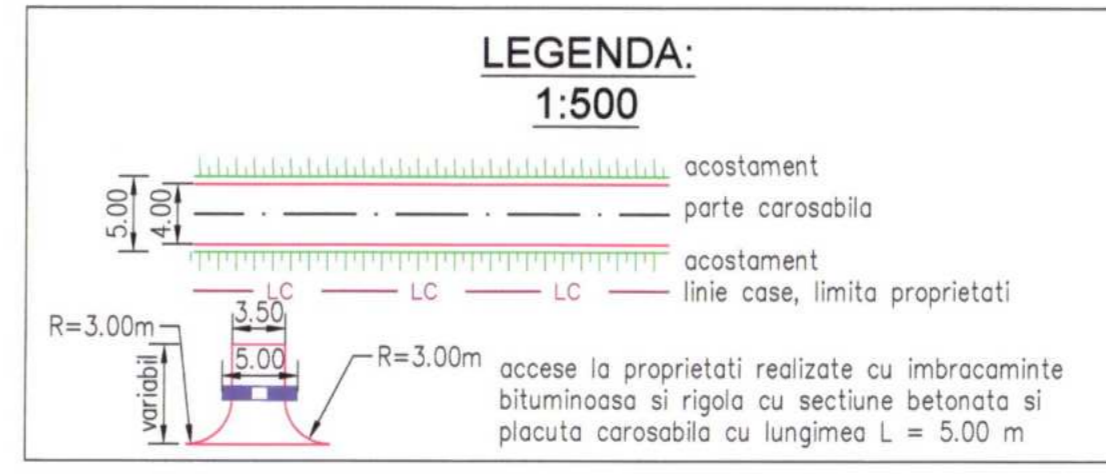 LEGENDA:
1:500
acostament
5.00
4.00
parte carosabila
acostament
LC LC LC
linie case, limita proprietati
3.50
R=3.00m
variabil
5.00
R=3.00m
accese la proprietati realizate cu imbracaminte
bituminoasa si rigola cu sectiune betonata si
placuta carosabila cu lungimea L = 5.00 m